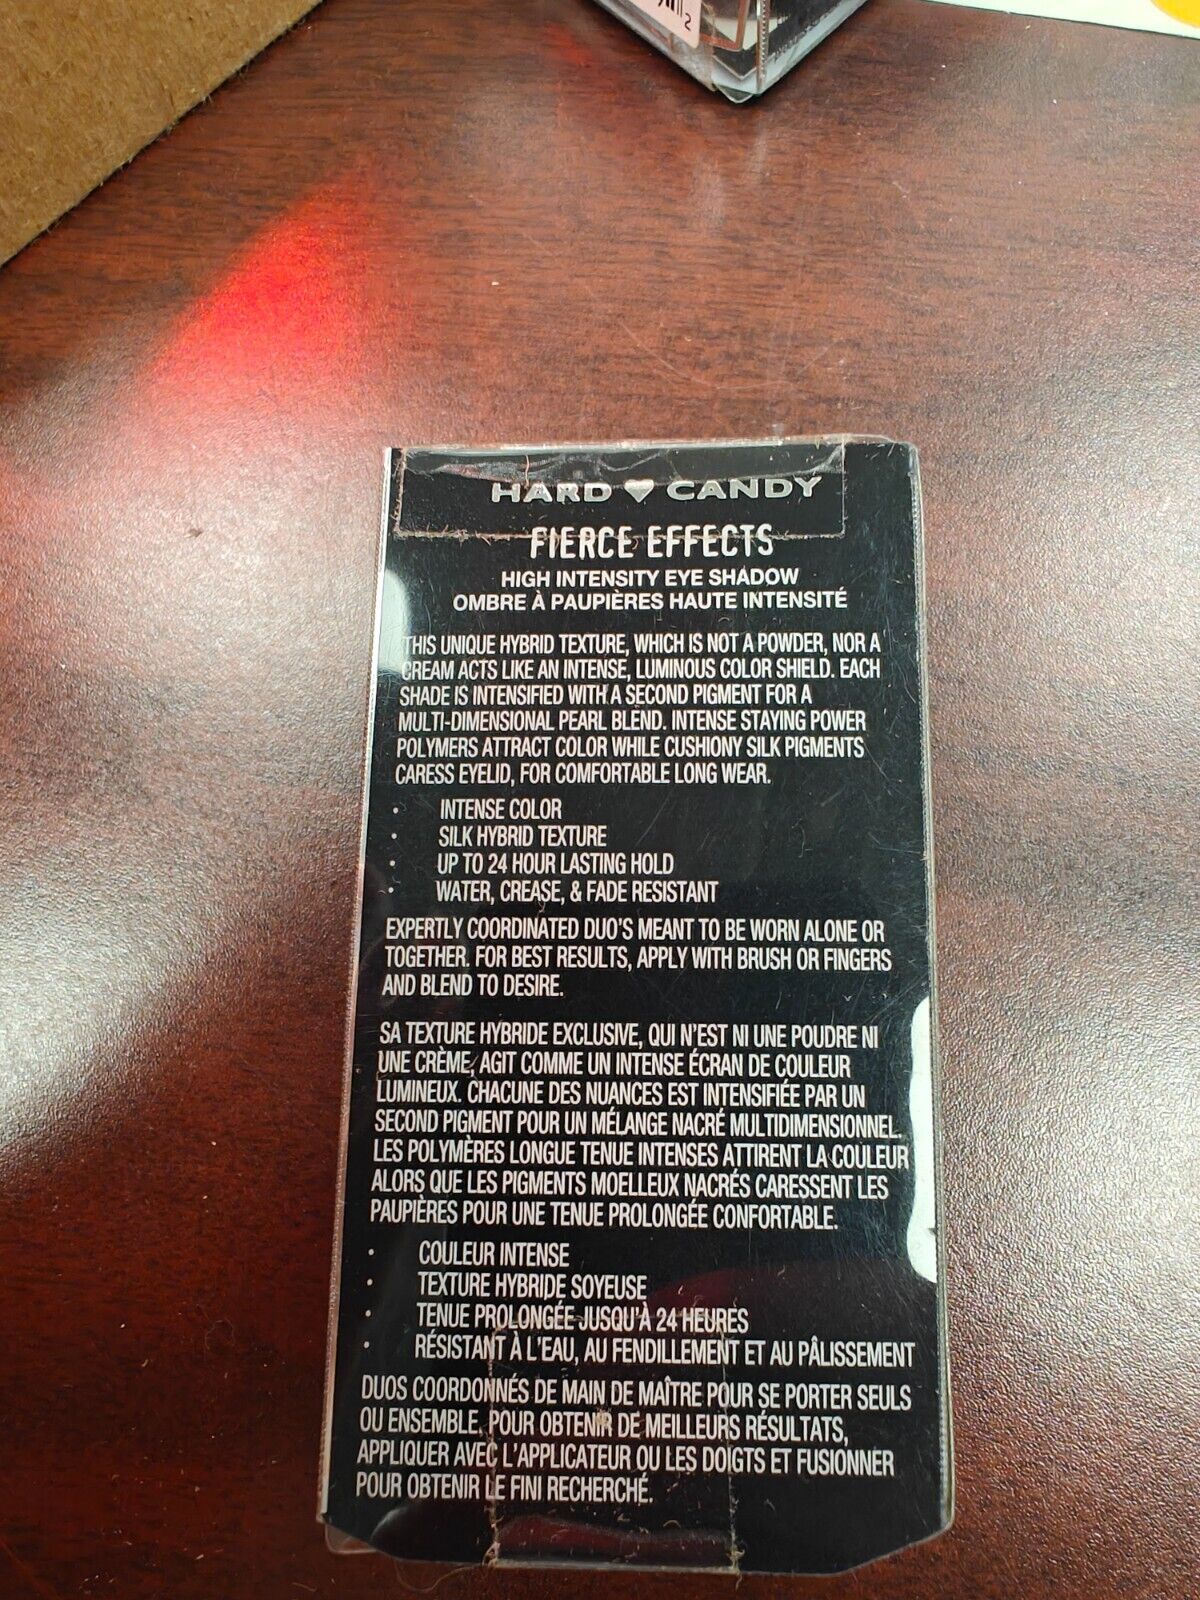 2
HARD ♥ CANDY
FIERCE EFFECTS
HIGH INTENSITY EYE SHADOW
OMBRE À PAUPIÈRES HAUTE INTENSITÉ
THIS UNIQUE HYBRID TEXTURE, WHICH IS NOT A POWDER, NOR A
CREAM ACTS LIKE AN INTENSE, LUMINOUS COLOR SHIELD. EACH
SHADE IS INTENSIFIED WITH A SECOND PIGMENT FOR A
MULTI-DIMENSIONAL PEARL BLEND. INTENSE STAYING POWER
POLYMERS ATTRACT COLOR WHILE CUSHIONY SILK PIGMENTS
CARESS EYELID, FOR COMFORTABLE LONG WEAR.
• INTENSE COLOR
• SILK HYBRID TEXTURE
• UP TO 24 HOUR LASTING HOLD
• WATER, CREASE, & FADE RESISTANT
EXPERTLY COORDINATED DUO'S MEANT TO BE WORN ALONE OR
TOGETHER. FOR BEST RESULTS, APPLY WITH BRUSH OR FINGERS
AND BLEND TO DESIRE.
SA TEXTURE HYBRIDE EXCLUSIVE, QUI N'EST NI UNE POUDRE NI
UNE CRÈME, AGIT COMME UN INTENSE ÉCRAN DE COULEUR
LUMINEUX. CHACUNE DES NUANCES EST INTENSIFIÉE PAR UN
SECOND PIGMENT POUR UN MÉLANGE NACRÉ MULTIDIMENSIONNEL.
LES POLYMÈRES LONGUE TENUE INTENSES ATTIRENT LA COULEUR
ALORS QUE LES PIGMENTS MOELLEUX NACRÉS CARESSENT LES
PAUPIÈRES POUR UNE TENUE PROLONGÉE CONFORTABLE.
• COULEUR INTENSE
• TEXTURE HYBRIDE SOYEUSE
• TENUE PROLONGÉE JUSQU'À 24 HEURES
• RÉSISTANT À L'EAU, AU FENDILLEMENT ET AU PÂLISSEMENT
DUOS COORDONNÉS DE MAIN DE MAÎTRE POUR SE PORTER SEULS
OU ENSEMBLE. POUR OBTENIR DE MEILLEURS RÉSULTATS,
APPLIQUER AVEC L'APPLICATEUR OU LES DOIGTS ET FUSIONNER
POUR OBTENIR LE FINI RECHERCHÉ.